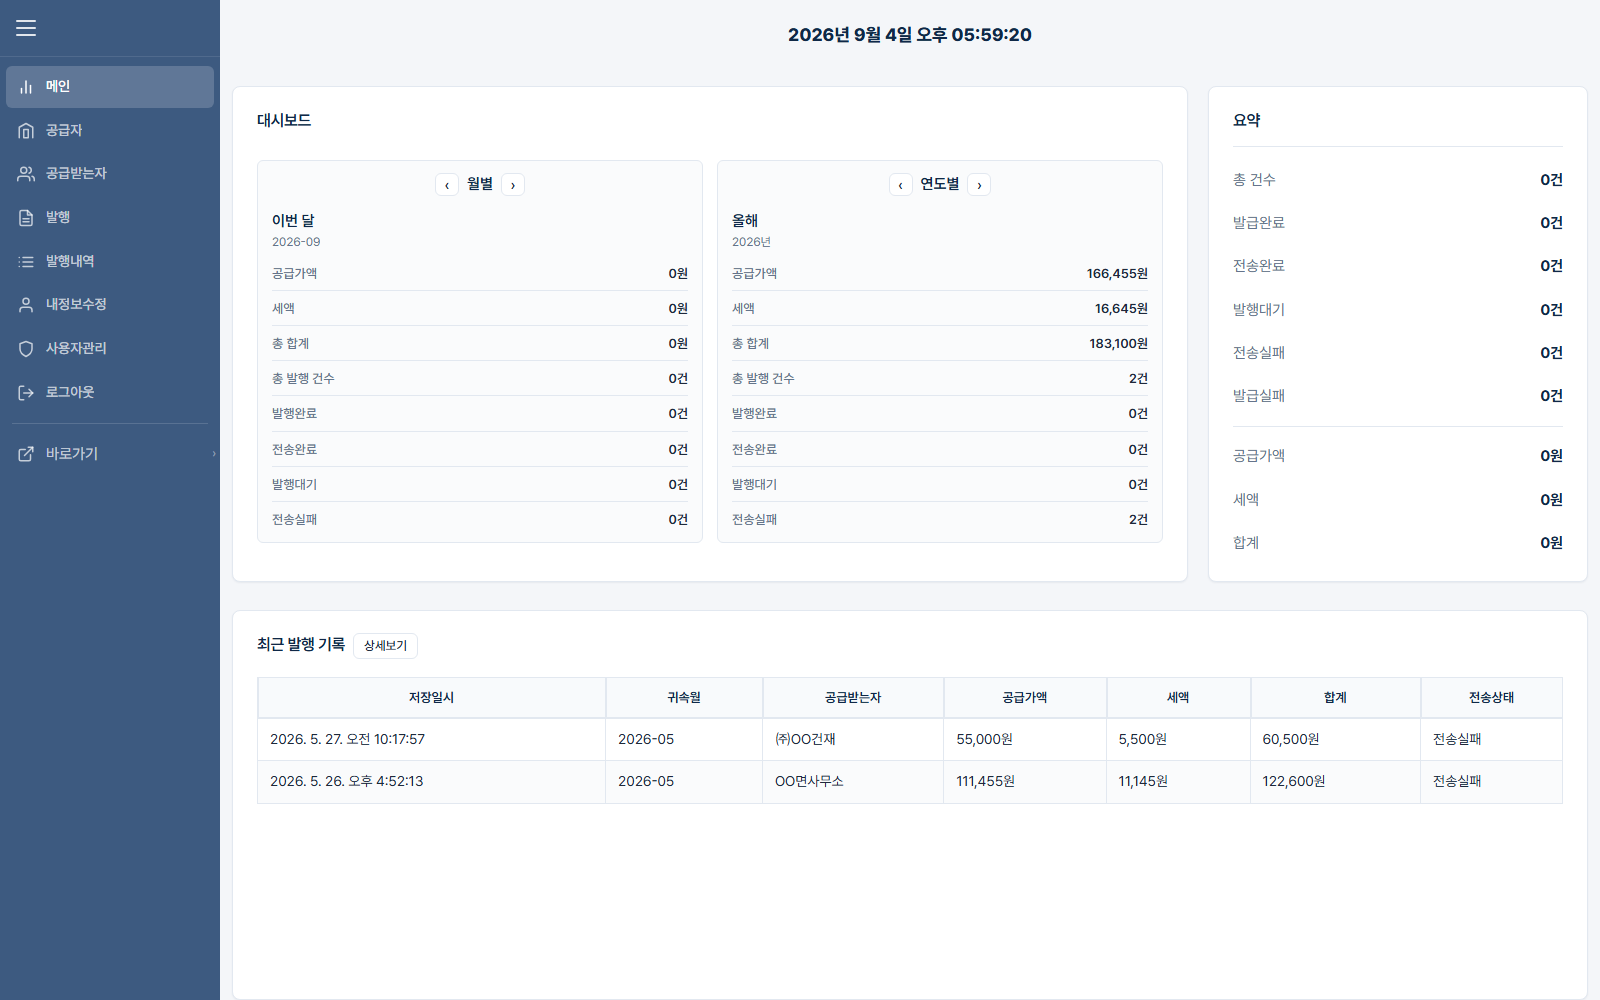 메인
공급자
공급받는자
발행
발행내역
내정보수정
사용자관리
로그아웃
바로가기 ›
2026년 9월 4일 오후 05:59:20
대시보드
‹ 월별 ›
이번 달
2026-09
공급가액 0원
세액 0원
총 합계 0원
총 발행 건수 0건
발행완료 0건
전송완료 0건
발행대기 0건
전송실패 0건
‹ 연도별 ›
올해
2026년
공급가액 166,455원
세액 16,645원
총 합계 183,100원
총 발행 건수 2건
발행완료 0건
전송완료 0건
발행대기 0건
전송실패 2건
요약
총 건수 0건
발급완료 0건
전송완료 0건
발행대기 0건
전송실패 0건
발급실패 0건
공급가액 0원
세액 0원
합계 0원
최근 발행 기록 상세보기
저장일시 귀속월 공급받는자 공급가액 세액 합계 전송상태
2026. 5. 27. 오전 10:17:57 2026-05 ㈜OO건재 55,000원 5,500원 60,500원 전송실패
2026. 5. 26. 오후 4:52:13 2026-05 OO면사무소 111,455원 11,145원 122,600원 전송실패